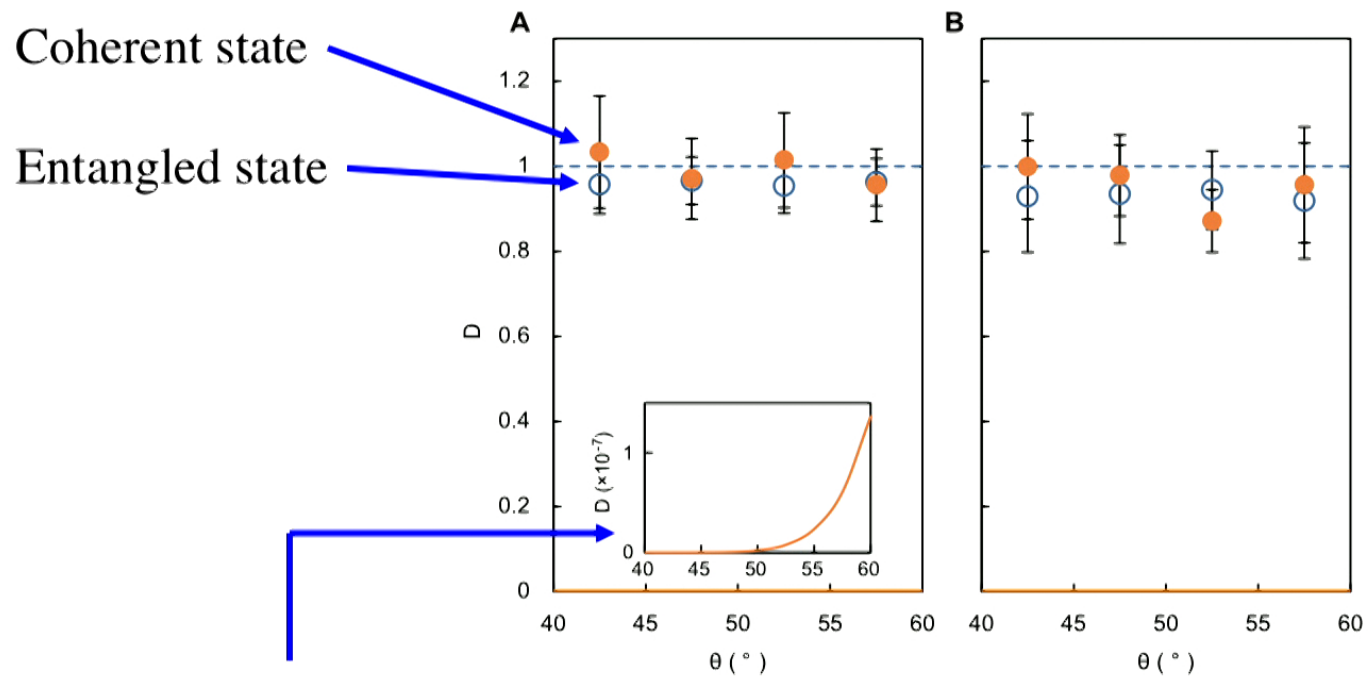 Coherent state
Entangled state
A
B
1.2
1
0.8
0.6
0.4
0.2
0
D
D (×10⁻⁷)
1
0
40 45 50 55 60
40 45 50 55 60
θ ( ° )
40 45 50 55 60
θ ( ° )